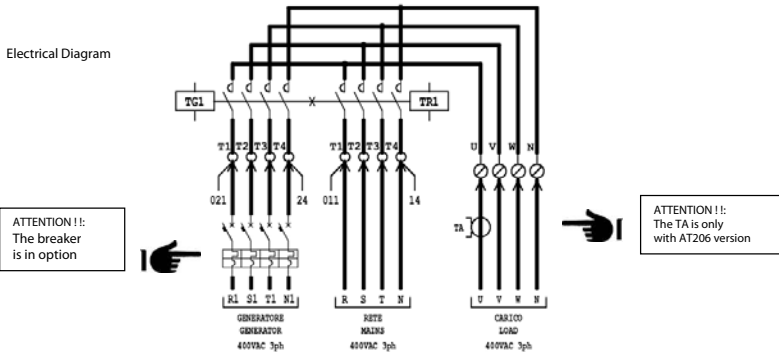 Electrical Diagram
TG1
X
TR1
T1 T2 T3 T4
T1 T2 T3 T4
U V W N
021
24
011
14
TA
ATTENTION ! !:
The breaker
is in option
ATTENTION ! !:
The TA is only
with AT206 version
R1 S1 T1 N1
R S T N
U V W N
GENERATORE
GENERATOR
400VAC 3ph
RETE
MAINS
400VAC 3ph
CARICO
LOAD
400VAC 3ph